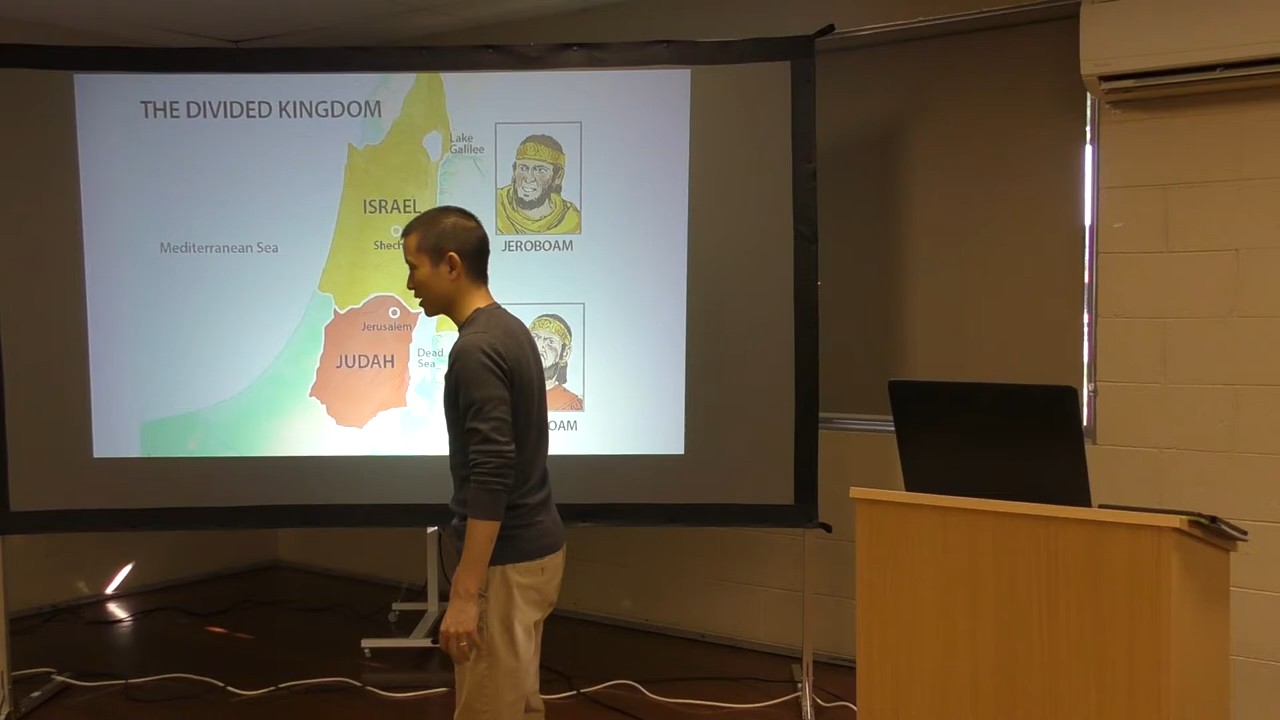 THE DIVIDED KINGDOM
Lake
Galilee
ISRAEL
Mediterranean Sea
JEROBOAM
Jerusalem
JUDAH
Dead
Sea